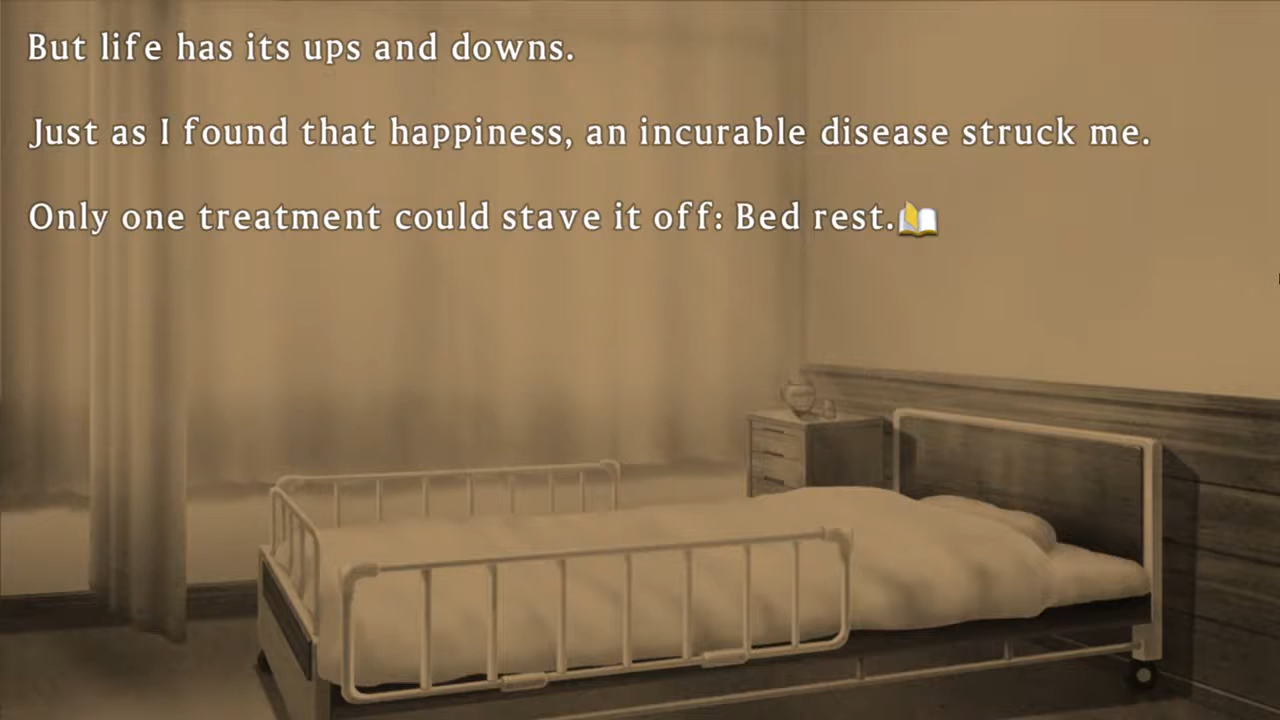 But life has its ups and downs.
Just as I found that happiness, an incurable disease struck me.
Only one treatment could stave it off: Bed rest.